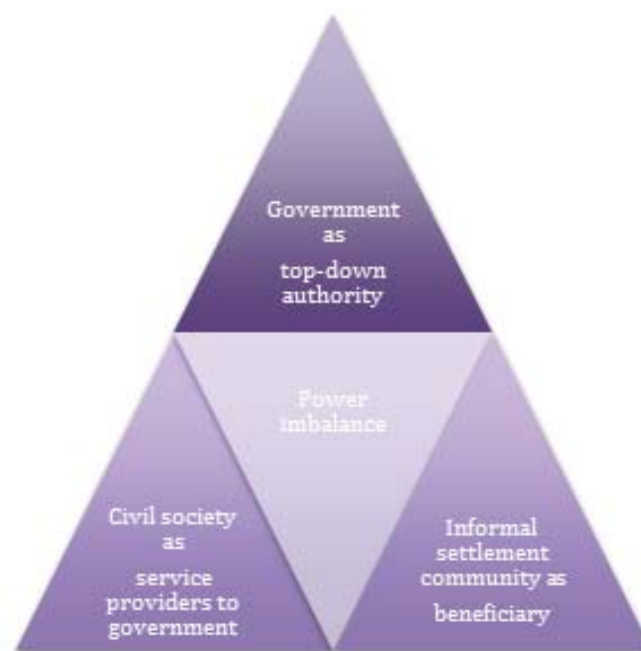 Government
as
top-down
authority
Power
imbalance
Civil society
as
service
providers to
government
Informal
settlement
community as
beneficiary